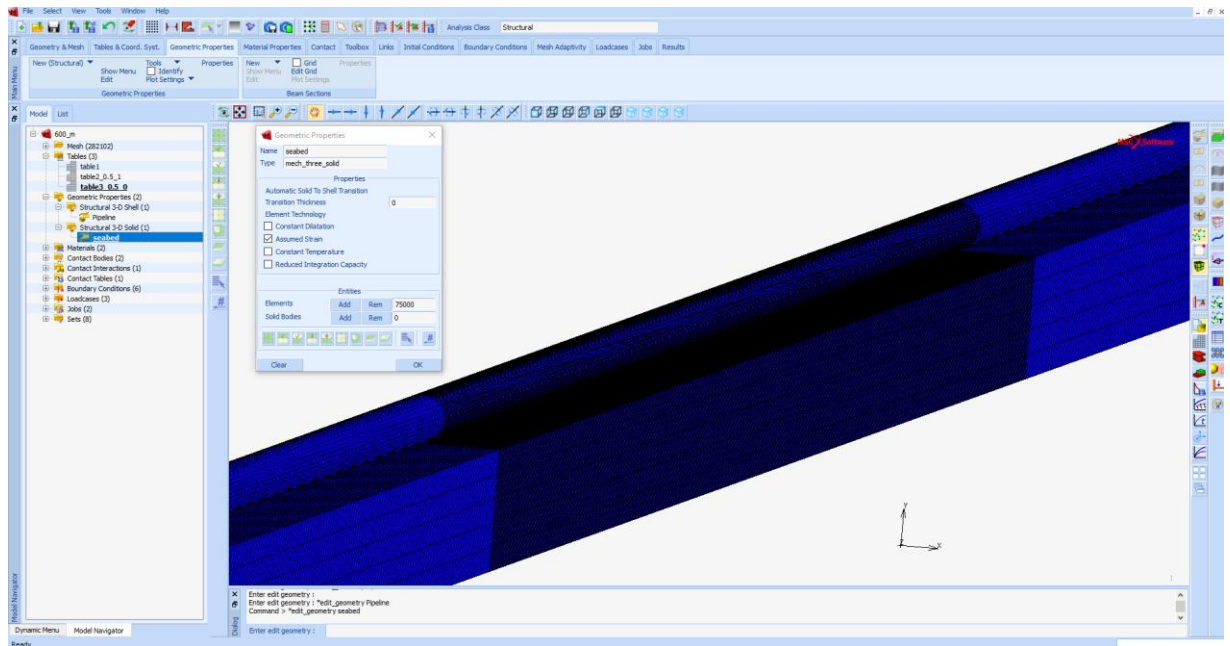 File Select View Tools Window Help
Analysis Class Structural
Geometry & Mesh Tables & Coord. Syst. Geometric Properties Material Properties Contact Toolbox Links Initial Conditions Boundary Conditions Mesh Adaptivity Loadcases Jobs Results
New (Structural) Tools Properties New Grid Properties
Show Menu Identify Show Menu Edit Grid
Edit Plot Settings Edit Plot Settings
Geometric Properties Beam Sections
Main Menu
Model List
600_m
Mesh (282102)
Tables (3)
table1
table2_0.5_1
table3_0.5_0
Geometric Properties (2)
Structural 3-D Shell (1)
Pipeline
Structural 3-D Solid (1)
seabed
Materials (2)
Contact Bodies (2)
Contact Interactions (1)
Contact Tables (1)
Boundary Conditions (6)
Loadcases (3)
Jobs (2)
Sets (8)
Geometric Properties
Name seabed
Type mech_three_solid
Properties
Automatic Solid To Shell Transition
Transition Thickness 0
Element Technology
Constant Dilatation
Assumed Strain
Constant Temperature
Reduced Integration Capacity
Entities
Elements Add Rem 75000
Solid Bodies Add Rem 0
Clear OK
Software
Y
Z X
1
Model Navigator
Enter edit geometry :
Enter edit geometry : *edit_geometry Pipeline
Command > *edit_geometry seabed
Dialog
Enter edit geometry :
Dynamic Menu Model Navigator
Ready